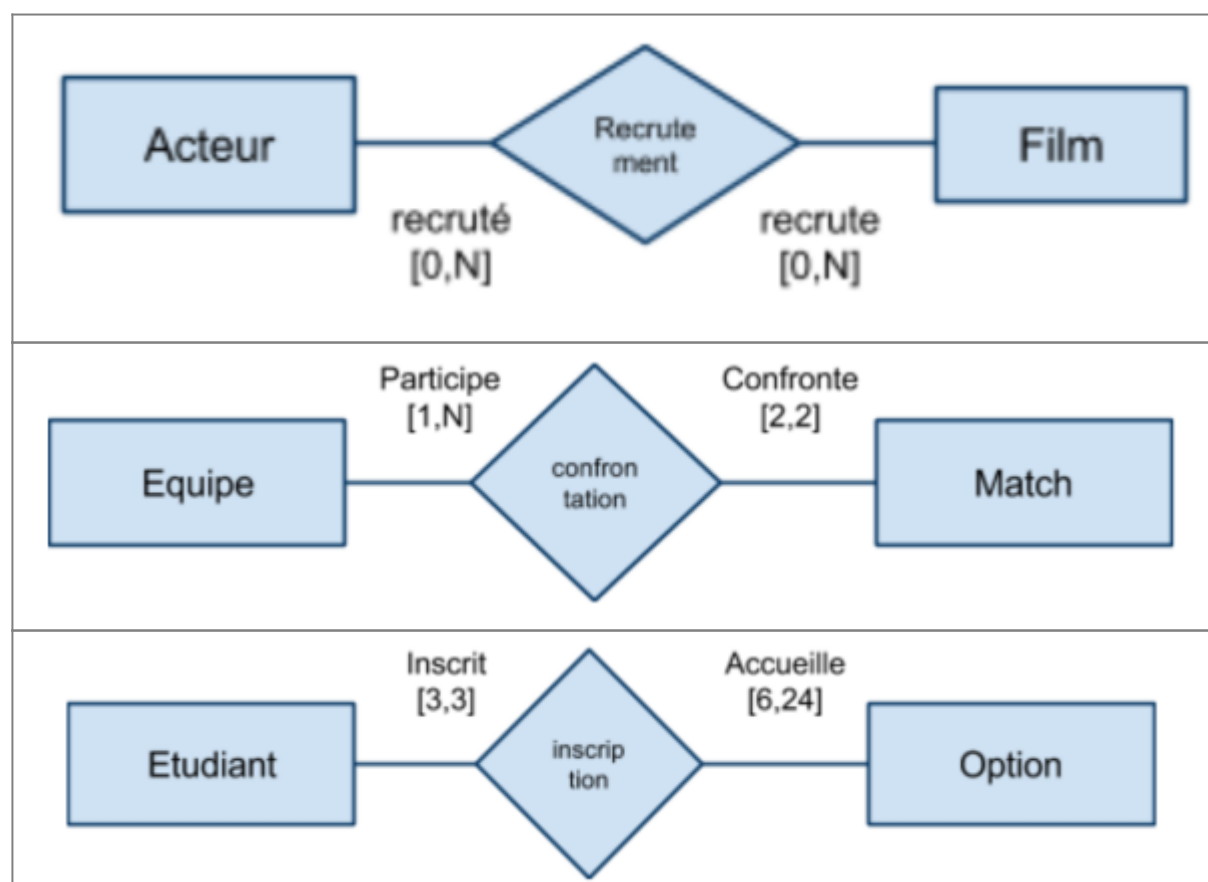 Acteur
Recrute
ment
Film
recruté
[0,N]
recrute
[0,N]
Participe
[1,N]
Confronte
[2,2]
Equipe
confron
tation
Match
Inscrit
[3,3]
Accueille
[6,24]
Etudiant
inscrip
tion
Option